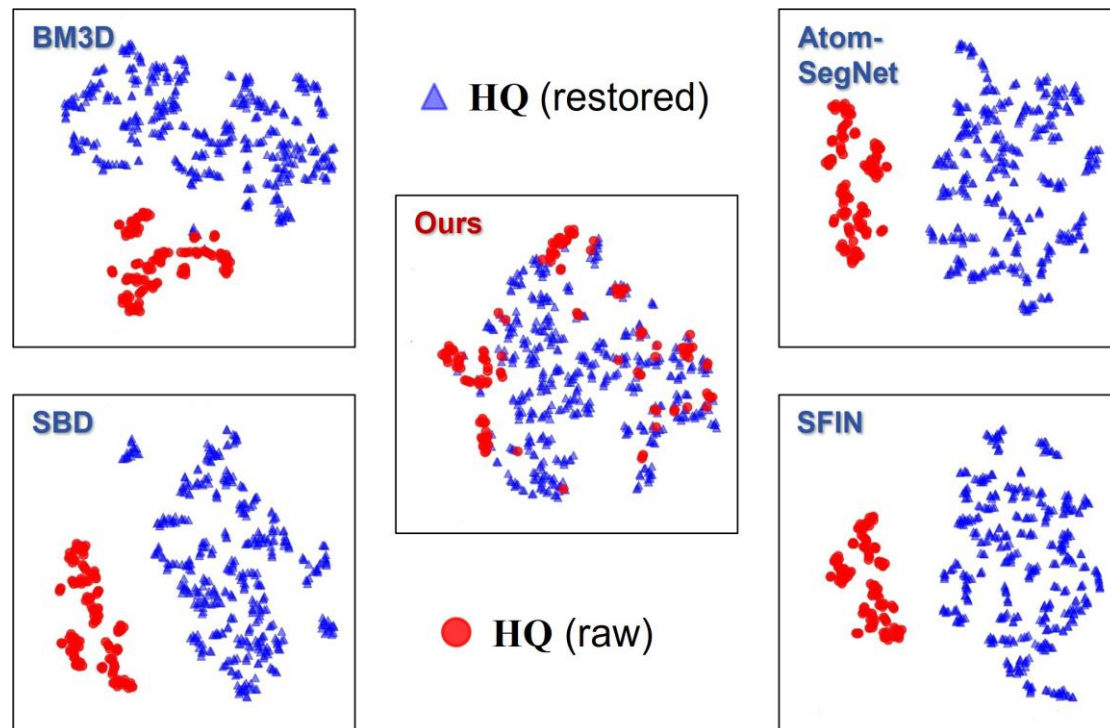 BM3D
Atom-
SegNet
HQ (restored)
Ours
SBD
SFIN
HQ (raw)